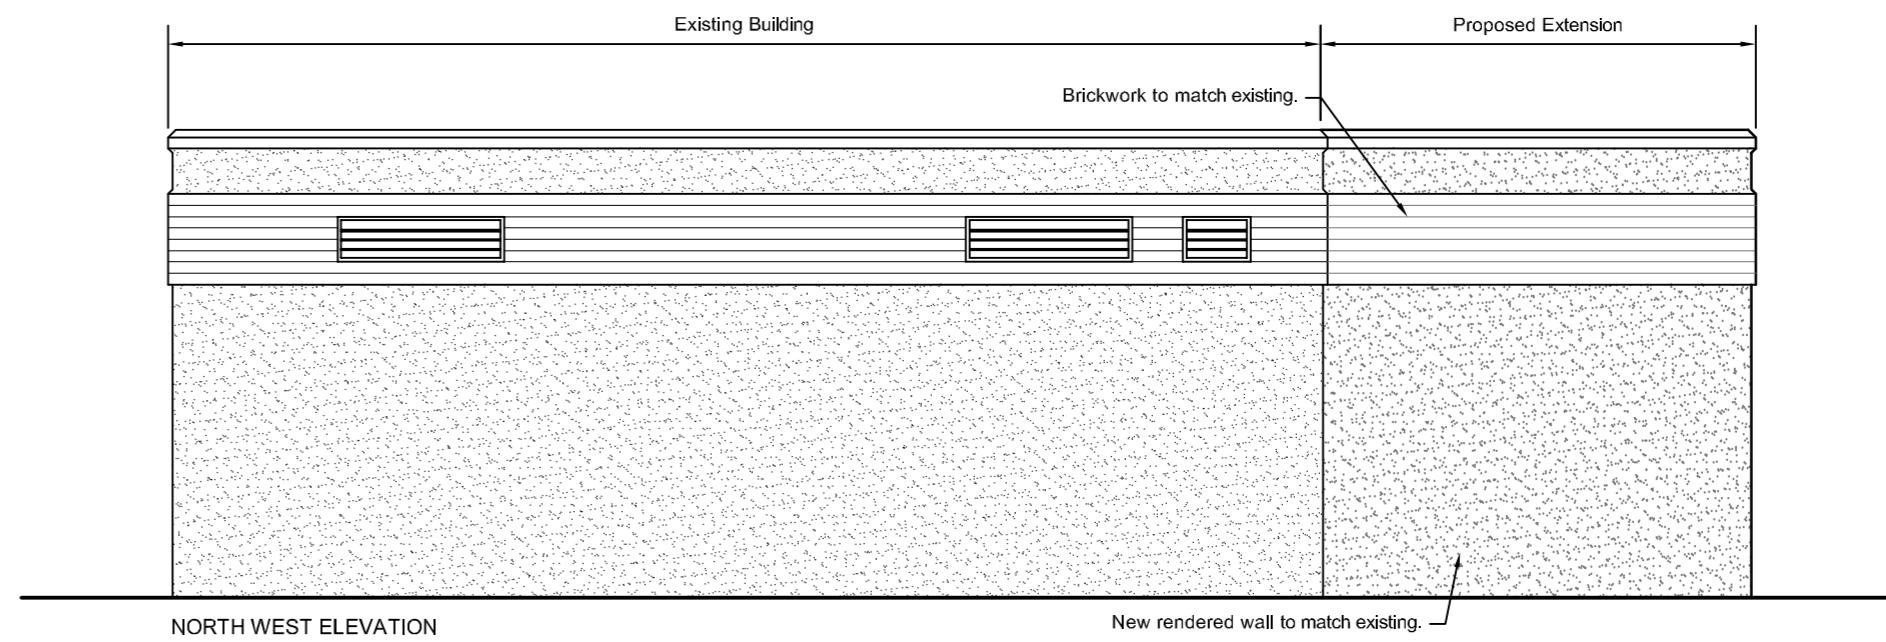 Existing Building
Proposed Extension
Brickwork to match existing.
New rendered wall to match existing.
NORTH WEST ELEVATION